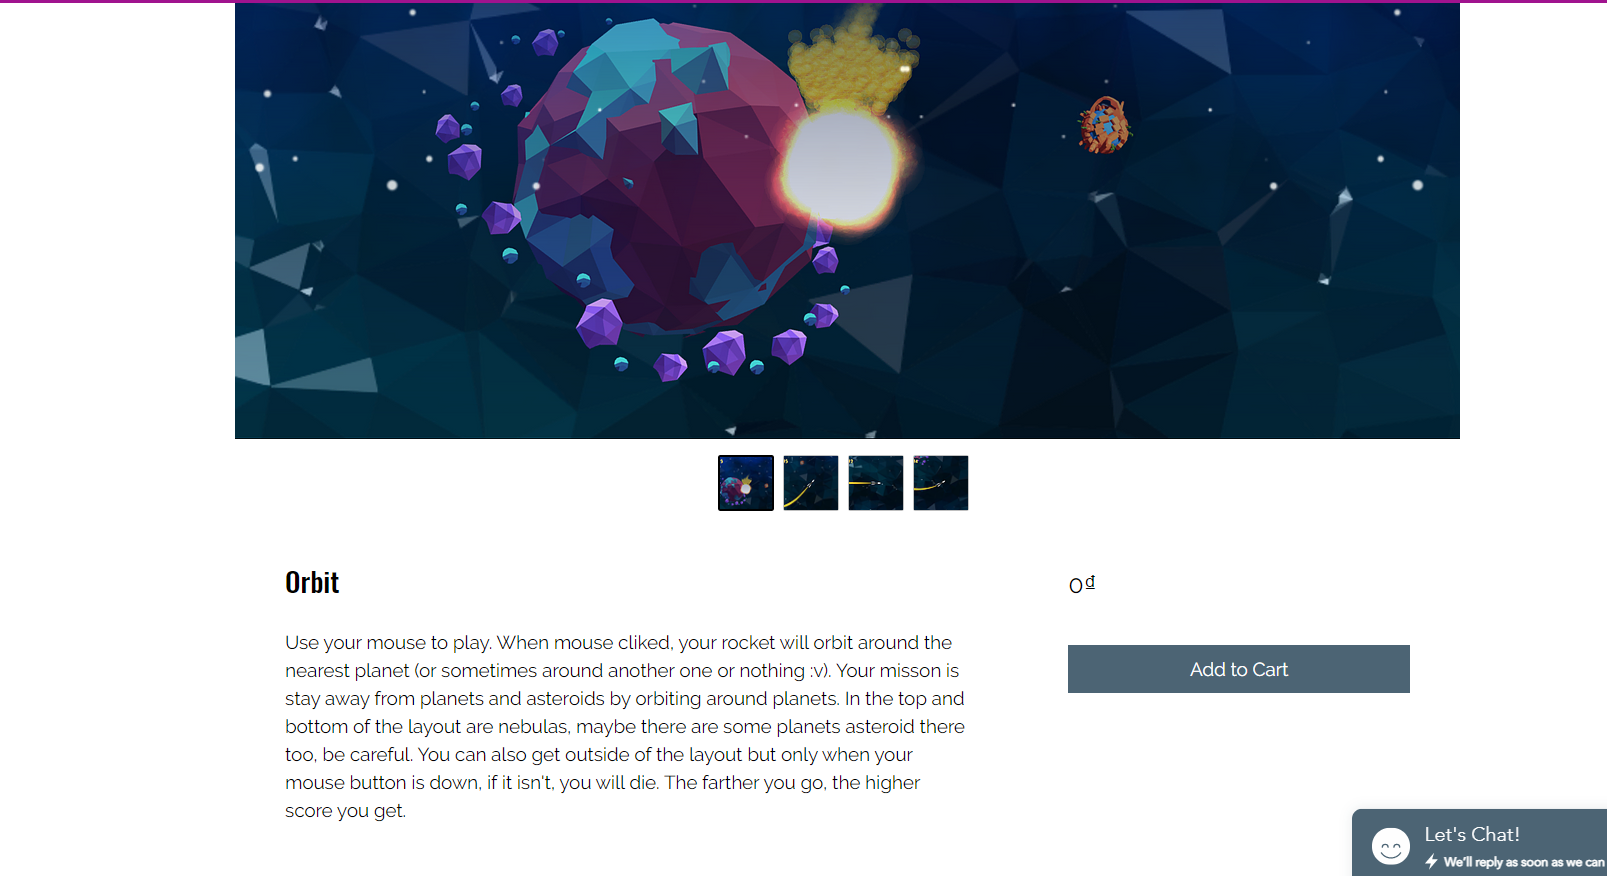 Orbit
0₫
Use your mouse to play. When mouse cliked, your rocket will orbit around the
nearest planet (or sometimes around another one or nothing :v). Your misson is
stay away from planets and asteroids by orbiting around planets. In the top and
bottom of the layout are nebulas, maybe there are some planets asteroid there
too, be careful. You can also get outside of the layout but only when your
mouse button is down, if it isn't, you will die. The farther you go, the higher
score you get.
Add to Cart
Let's Chat!
We'll reply as soon as we can